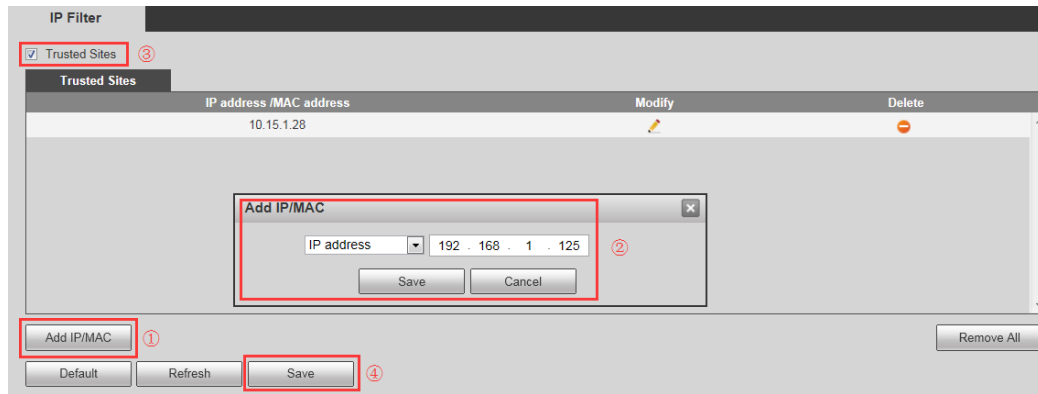 IP Filter
Trusted Sites ③
Trusted Sites
IP address /MAC address Modify Delete
10.15.1.28
Add IP/MAC
IP address 192 . 168 . 1 . 125 ②
Save Cancel
Add IP/MAC ① Remove All
Default Refresh Save ④